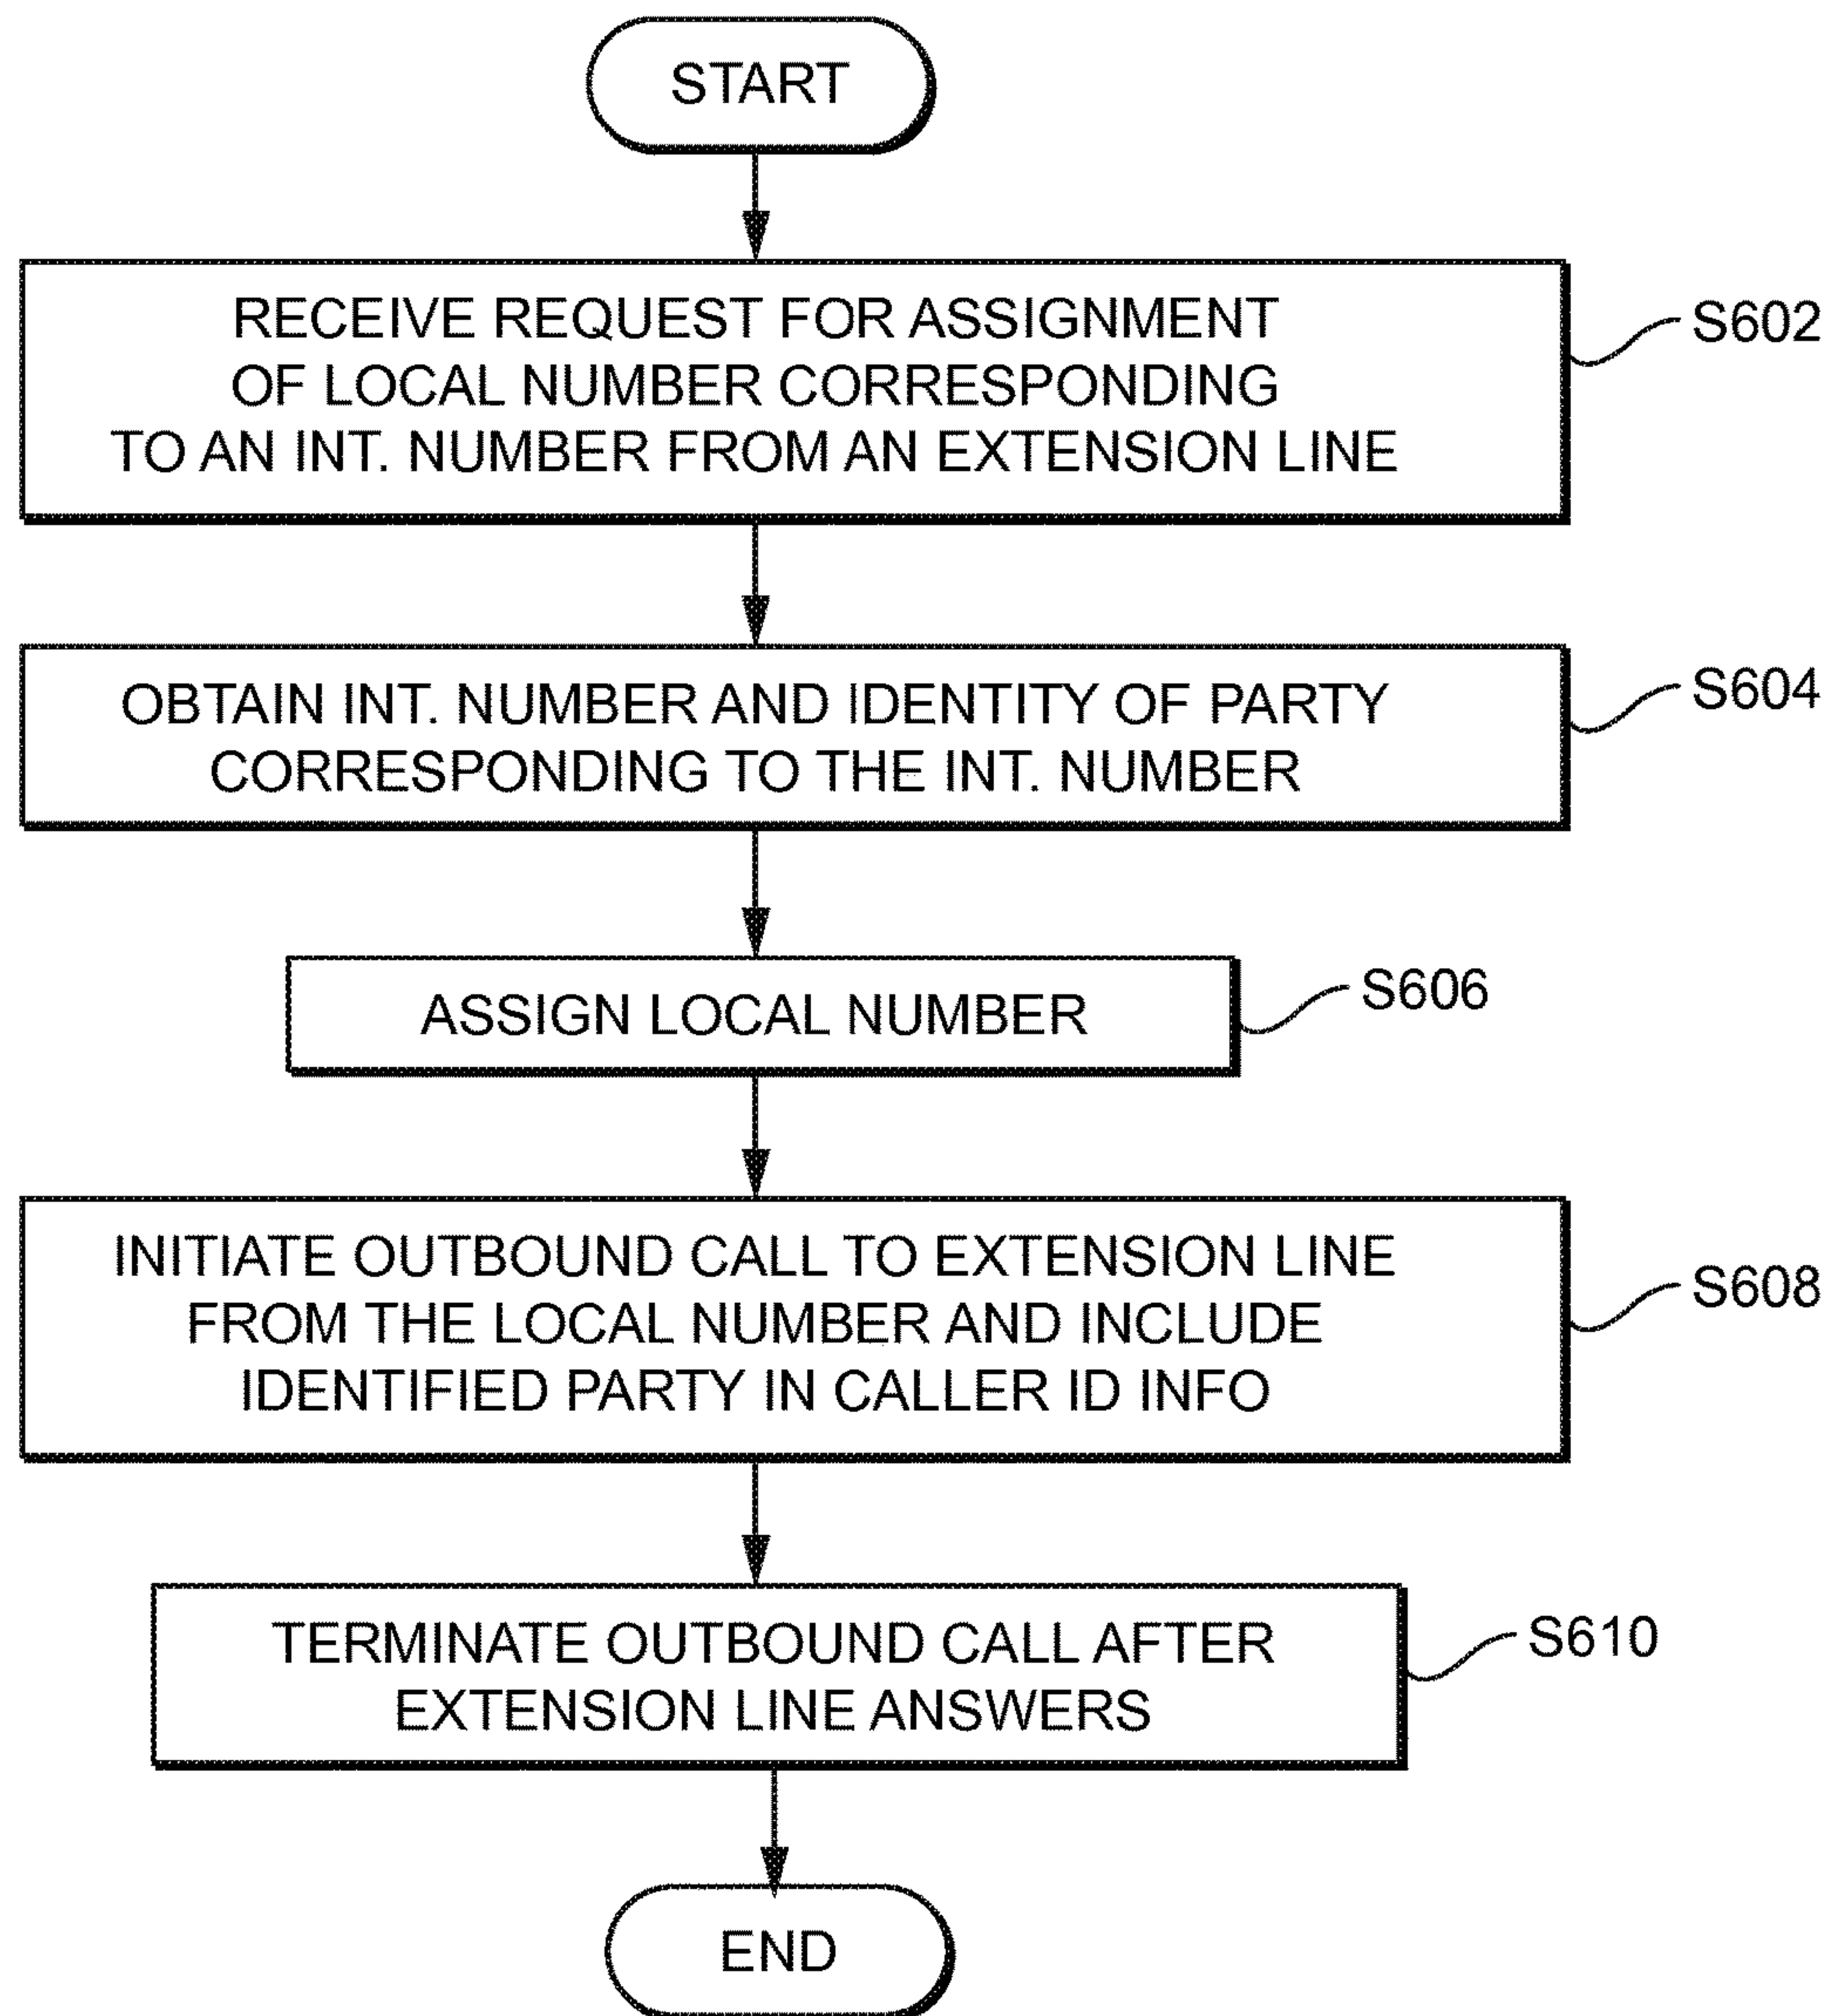 START
RECEIVE REQUEST FOR ASSIGNMENT
OF LOCAL NUMBER CORRESPONDING
TO AN INT. NUMBER FROM AN EXTENSION LINE
S602
OBTAIN INT. NUMBER AND IDENTITY OF PARTY
CORRESPONDING TO THE INT. NUMBER
S604
ASSIGN LOCAL NUMBER
S606
INITIATE OUTBOUND CALL TO EXTENSION LINE
FROM THE LOCAL NUMBER AND INCLUDE
IDENTIFIED PARTY IN CALLER ID INFO
S608
TERMINATE OUTBOUND CALL AFTER
EXTENSION LINE ANSWERS
S610
END